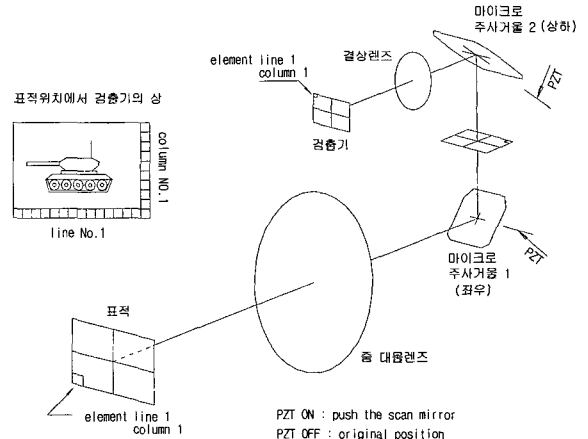 마이크로
주사거울 2 (상하)
결상렌즈
element line 1
column 1
PZT
표적위치에서 검출기의 상
검출기
column NO.1
line No.1
마이크로
주사거울 1
(좌우)
PZT
표적
줌 대물렌즈
element line 1
column 1
PZT ON : push the scan mirror
PZT OFF : original position